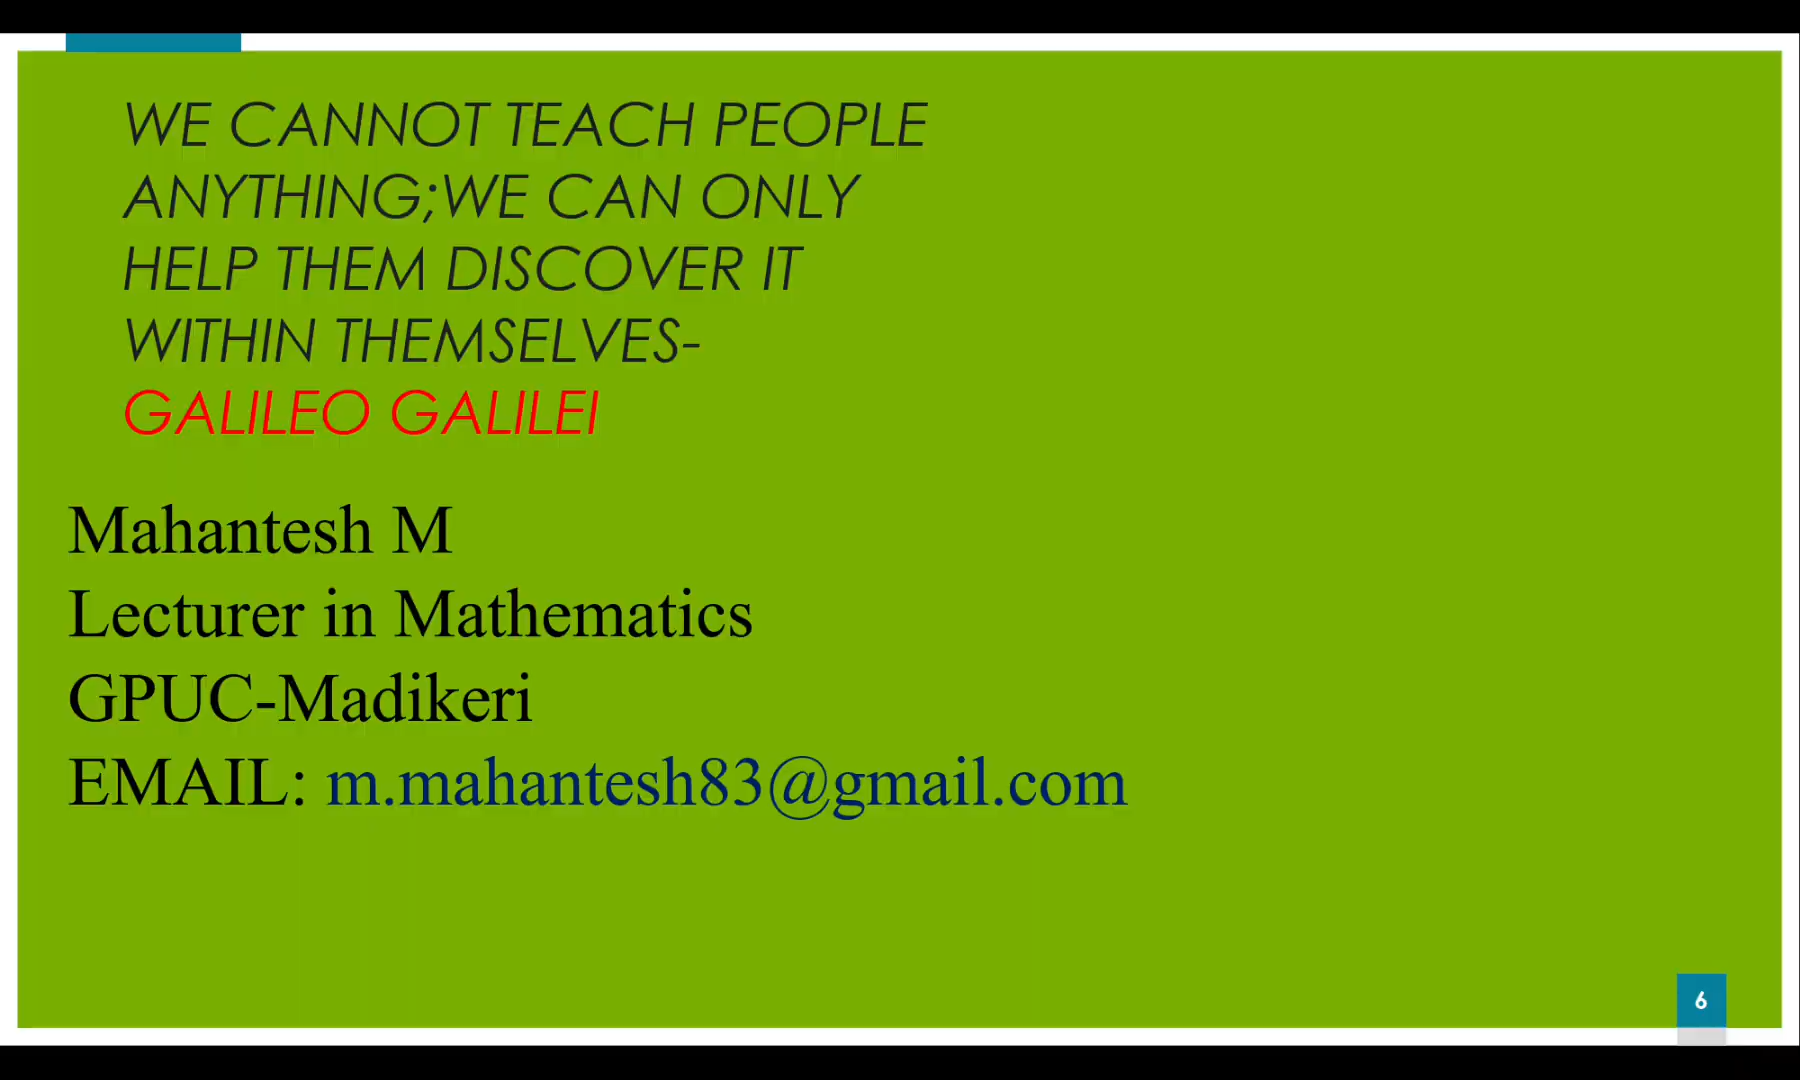 WE CANNOT TEACH PEOPLE
ANYTHING;WE CAN ONLY
HELP THEM DISCOVER IT
WITHIN THEMSELVES-
GALILEO GALILEI
Mahantesh M
Lecturer in Mathematics
GPUC-Madikeri
EMAIL: m.mahantesh83@gmail.com
6